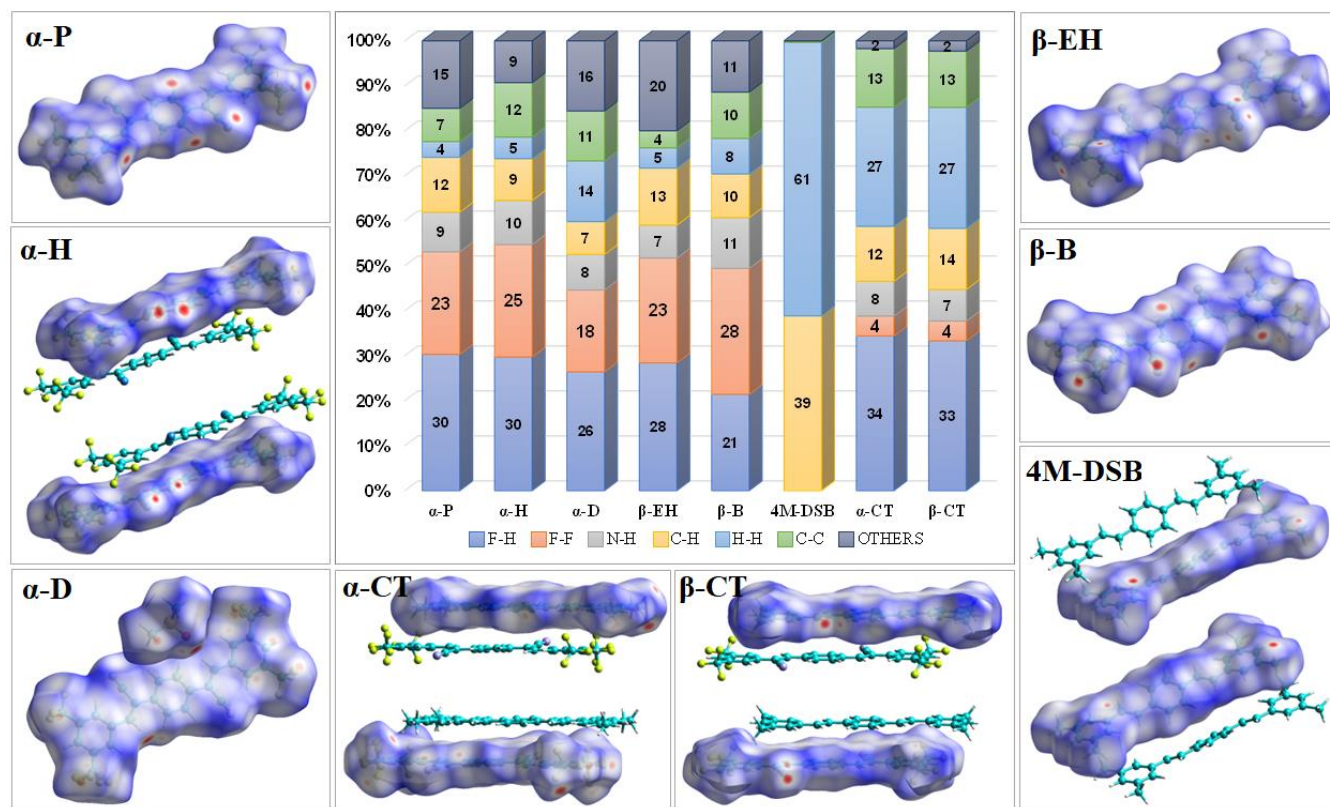 α-P
α-H
α-D
100%
90%
80%
70%
60%
50%
40%
30%
20%
10%
0%
15 9 16 20 11 2 2
7 12 11 4 10 13 13
4 5 14 5 8 61 27 27
12 9 7 13 10 39 12 14
9 10 8 7 11 8 7
23 25 18 23 28 4 4
30 30 26 28 21 34 33
α-P α-H α-D β-EH β-B 4M-DSB α-CT β-CT
F-H F-F N-H C-H H-H C-C OTHERS
α-CT
β-CT
β-EH
β-B
4M-DSB